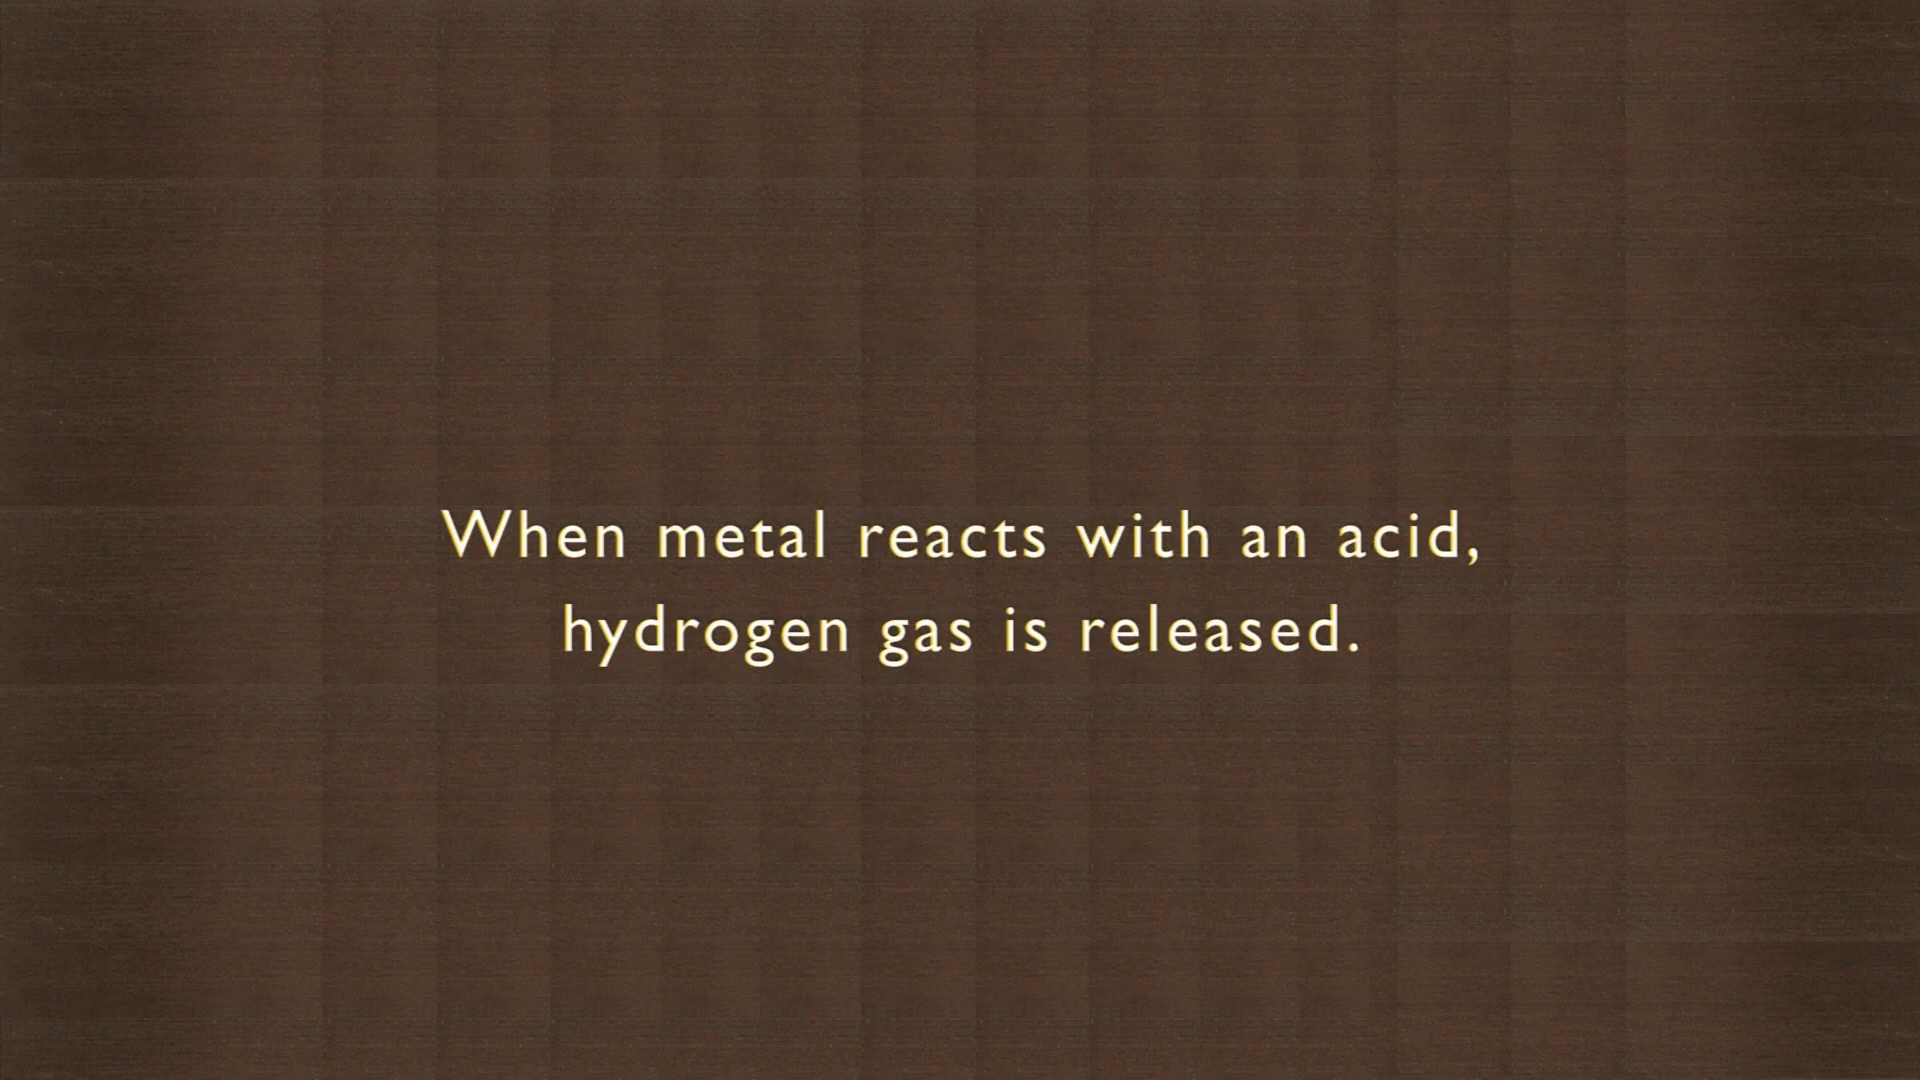 When metal reacts with an acid,
hydrogen gas is released.